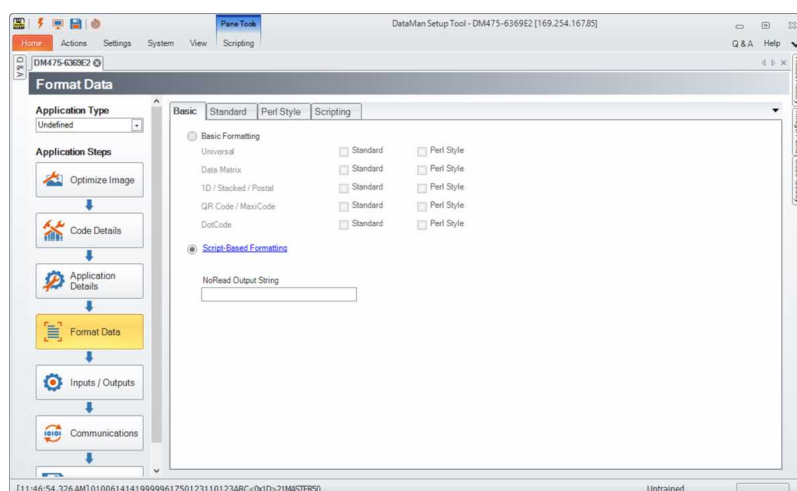 Pane Tools
DataMan Setup Tool - DM475-6369E2 [169.254.167.85]
Home Actions Settings System View Scripting Q & A Help
Q & A
DM475-6369E2
Format Data
Application Type
Undefined
Application Steps
Optimize Image
Code Details
Application
Details
Format Data
Inputs / Outputs
Communications
Basic Standard Perl Style Scripting
Basic Formatting
Universal Standard Perl Style
Data Matrix Standard Perl Style
1D / Stacked / Postal Standard Perl Style
QR Code / MaxiCode Standard Perl Style
DotCode Standard Perl Style
Script-Based Formatting
NoRead Output String
Untrained